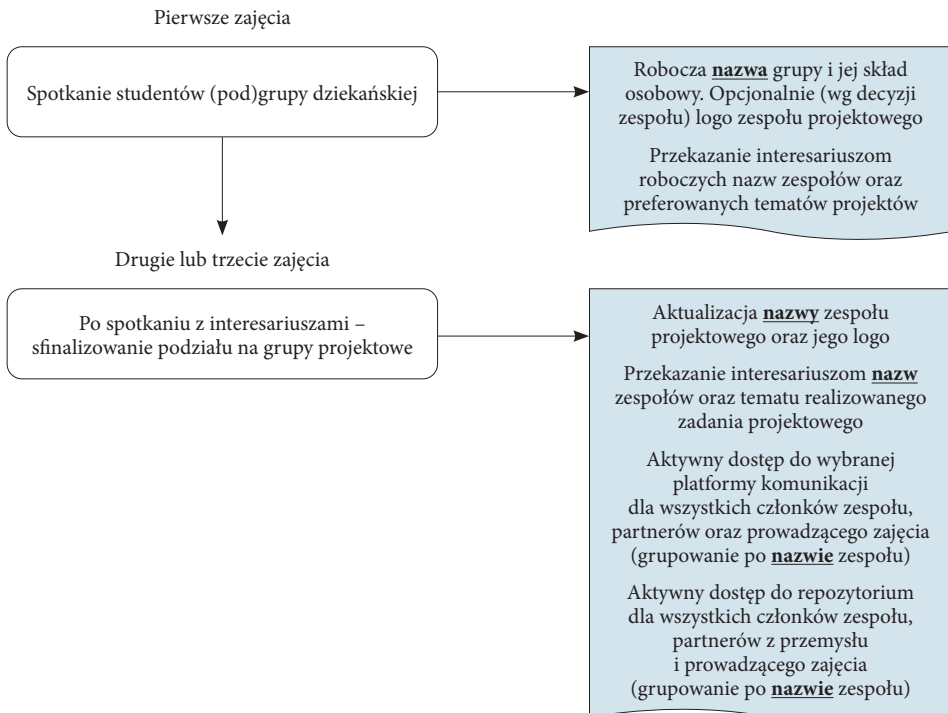 Pierwsze zajęcia
Spotkanie studentów (pod)grupy dziekańskiej
Robocza nazwa grupy i jej skład
osobowy. Opcjonalnie (wg decyzji
zespołu) logo zespołu projektowego
Przekazanie interesariuszom
roboczych nazw zespołów oraz
preferowanych tematów projektów
Drugie lub trzecie zajęcia
Po spotkaniu z interesariuszami –
sfinalizowanie podziału na grupy projektowe
Aktualizacja nazwy zespołu
projektowego oraz jego logo
Przekazanie interesariuszom nazw
zespołów oraz tematu realizowanego
zadania projektowego
Aktywny dostęp do wybranej
platformy komunikacji
dla wszystkich członków zespołu,
partnerów oraz prowadzącego zajęcia
(grupowanie po nazwie zespołu)
Aktywny dostęp do repozytorium
dla wszystkich członków zespołu,
partnerów z przemysłu
i prowadzącego zajęcia
(grupowanie po nazwie zespołu)